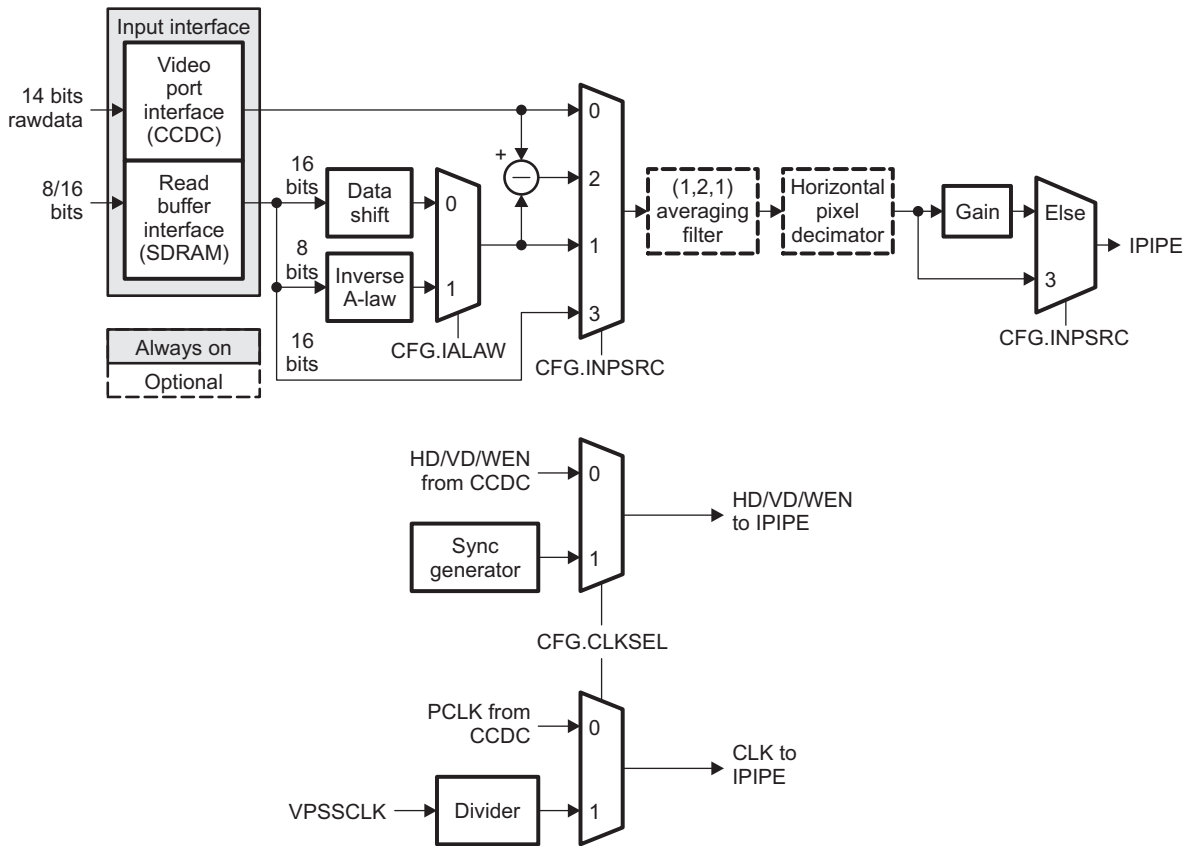 Input interface
Video
port
interface
(CCDC)
14 bits
rawdata
Read
buffer
interface
(SDRAM)
8/16
bits
16
bits
Data
shift
8
bits
Inverse
A-law
16
bits
0
1
CFG.IALAW
+
—
0
2
1
3
CFG.INPSRC
(1,2,1)
averaging
filter
Horizontal
pixel
decimator
Gain
Else
3
IPIPE
CFG.INPSRC
Always on
Optional
HD/VD/WEN
from CCDC
0
Sync
generator
1
HD/VD/WEN
to IPIPE
CFG.CLKSEL
PCLK from
CCDC
0
VPSSCLK
Divider
1
CLK to
IPIPE